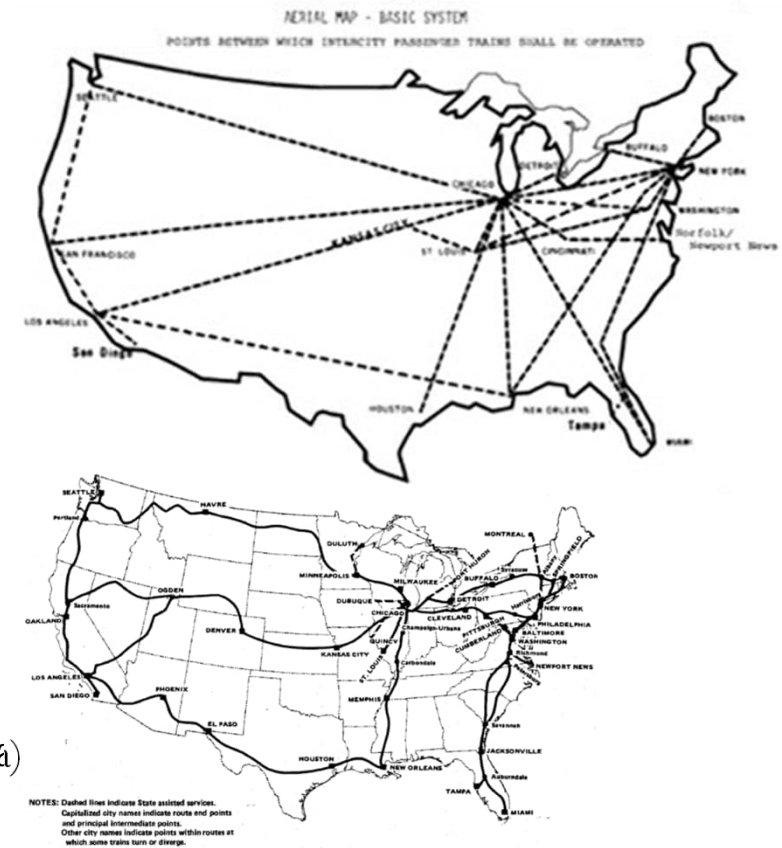 AERIAL MAP - BASIC SYSTEM
POINTS BETWEEN WHICH INTERCITY PASSENGER TRAINS SHALL BE OPERATED
SEATTLE
BOSTON
BUFFALO
DETROIT
NEW YORK
CHICAGO
WASHINGTON
KANSAS CITY
Norfolk/
Newport News
SAN FRANCISCO
ST LOUIS
CINCINNATI
LOS ANGELES
San Diego
HOUSTON
NEW ORLEANS
Tampa
MIAMI
SEATTLE
HAVRE
Portland
MONTREAL
DULUTH
PORT HURON
Albany
SPRINGFIELD
Syracuse
MINNEAPOLIS
BUFFALO
BOSTON
MILWAUKEE
OGDEN
DUBUQUE
DETROIT
Sacramento
CHICAGO
CLEVELAND
Harrisburg
NEW YORK
OAKLAND
Champaign-Urbana
PITTSBURGH
PHILADELPHIA
DENVER
QUINCY
CUMBERLAND
BALTIMORE
WASHINGTON
KANSAS CITY
ST. LOUIS
Richmond
Carbondale
NEWPORT NEWS
Petersburg
LOS ANGELES
SAN DIEGO
PHOENIX
MEMPHIS
EL PASO
Savannah
HOUSTON
NEW ORLEANS
JACKSONVILLE
a)
Auburndale
TAMPA
MIAMI
NOTES: Dashed lines indicate State assisted services.
Capitalized city names indicate route end points
and principal intermediate points.
Other city names indicate points within routes at
which some trains turn or diverge.